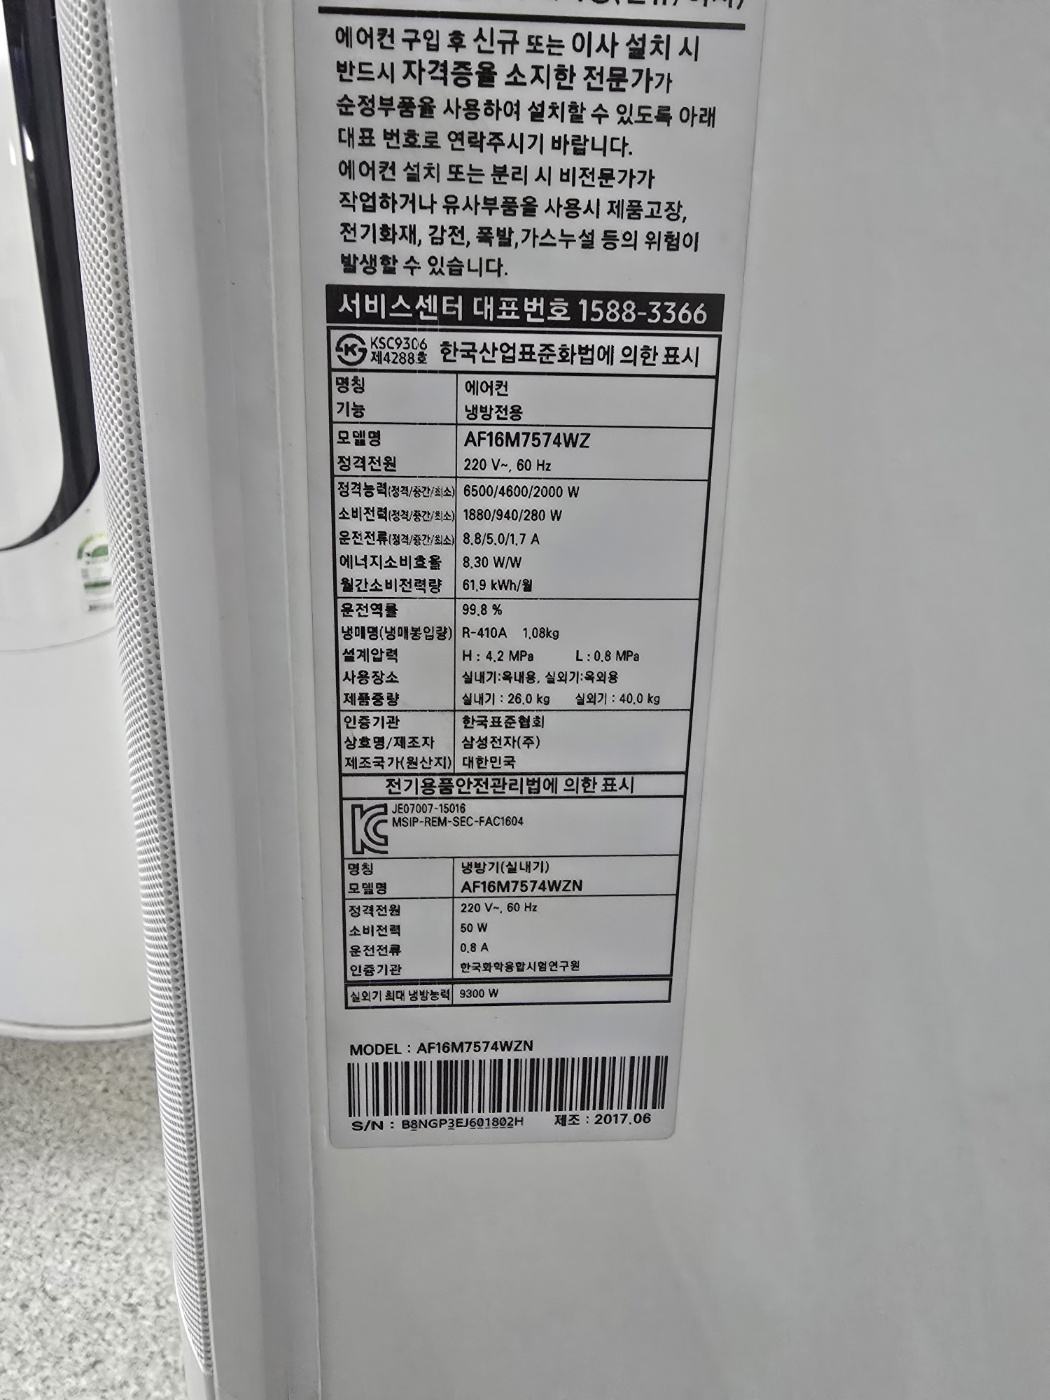 에어컨 구입 후 신규 또는 이사 설치 시
반드시 자격증을 소지한 전문가가
순정부품을 사용하여 설치할 수 있도록 아래
대표 번호로 연락주시기 바랍니다.
에어컨 설치 또는 분리 시 비전문가가
작업하거나 유사부품을 사용시 제품고장,
전기화재, 감전, 폭발,가스누설 등의 위험이
발생할 수 있습니다.
서비스센터 대표번호 1588-3366
KSC9306
제4288호 한국산업표준화법에 의한 표시
명칭 에어컨
기능 냉방전용
모델명 AF16M7574WZ
정격전원 220 V~, 60 Hz
정격능력(정격/중간/최소) 6500/4600/2000 W
소비전력(정격/중간/최소) 1880/940/280 W
운전전류(정격/중간/최소) 8.8/5.0/1.7 A
에너지소비효율 8.30 W/W
월간소비전력량 61.9 kWh/월
운전역률 99.8 %
냉매명(냉매봉입량) R-410A 1.08kg
설계압력 H : 4.2 MPa L : 0.8 MPa
사용장소 실내기:옥내용, 실외기:옥외용
제품중량 실내기 : 26.0 kg 실외기 : 40.0 kg
인증기관 한국표준협회
상호명/제조자 삼성전자(주)
제조국가(원산지) 대한민국
전기용품안전관리법에 의한 표시
JE07007-15016
MSIP-REM-SEC-FAC1604
명칭 냉방기(실내기)
모델명 AF16M7574WZN
정격전원 220 V~, 60 Hz
소비전력 50 W
운전전류 0.8 A
인증기관 한국화학융합시험연구원
실외기 최대 냉방능력 9300 W
MODEL : AF16M7574WZN
S/N : B8NGP3EJ601802H 제조 : 2017.06